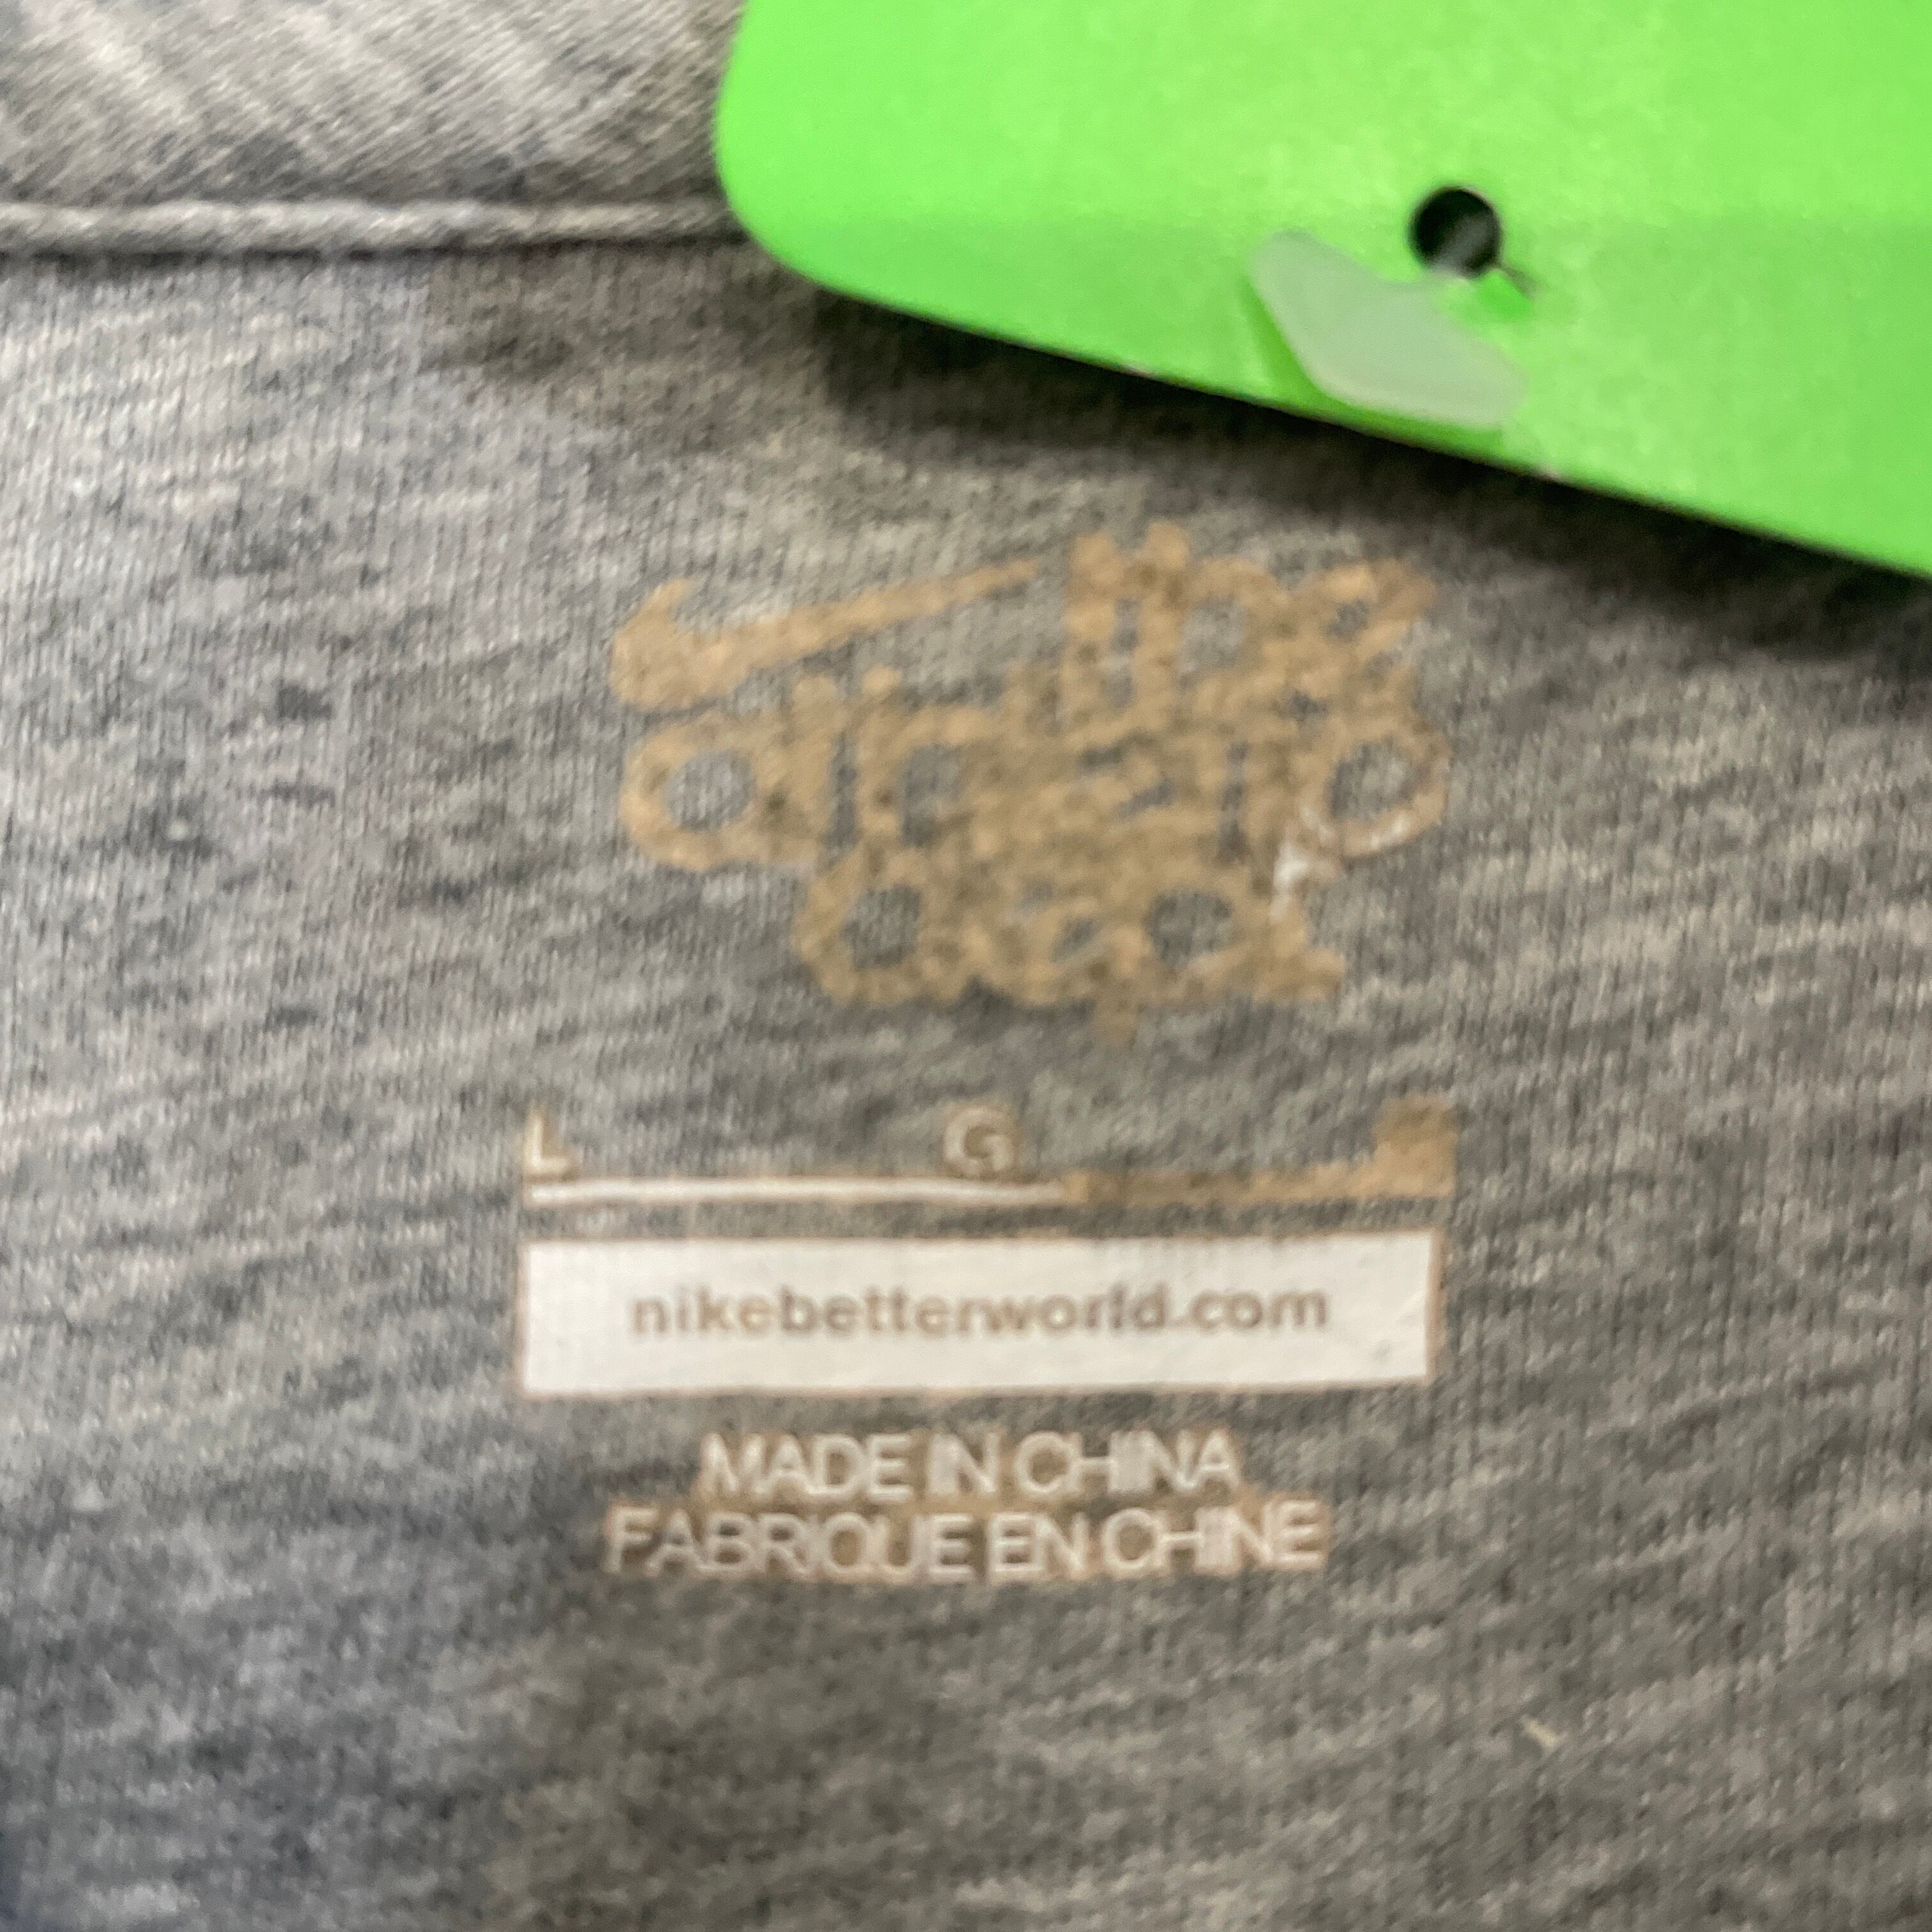 L G
nikebetterworld.com
MADE IN CHINA
FABRIQUE EN CHINE